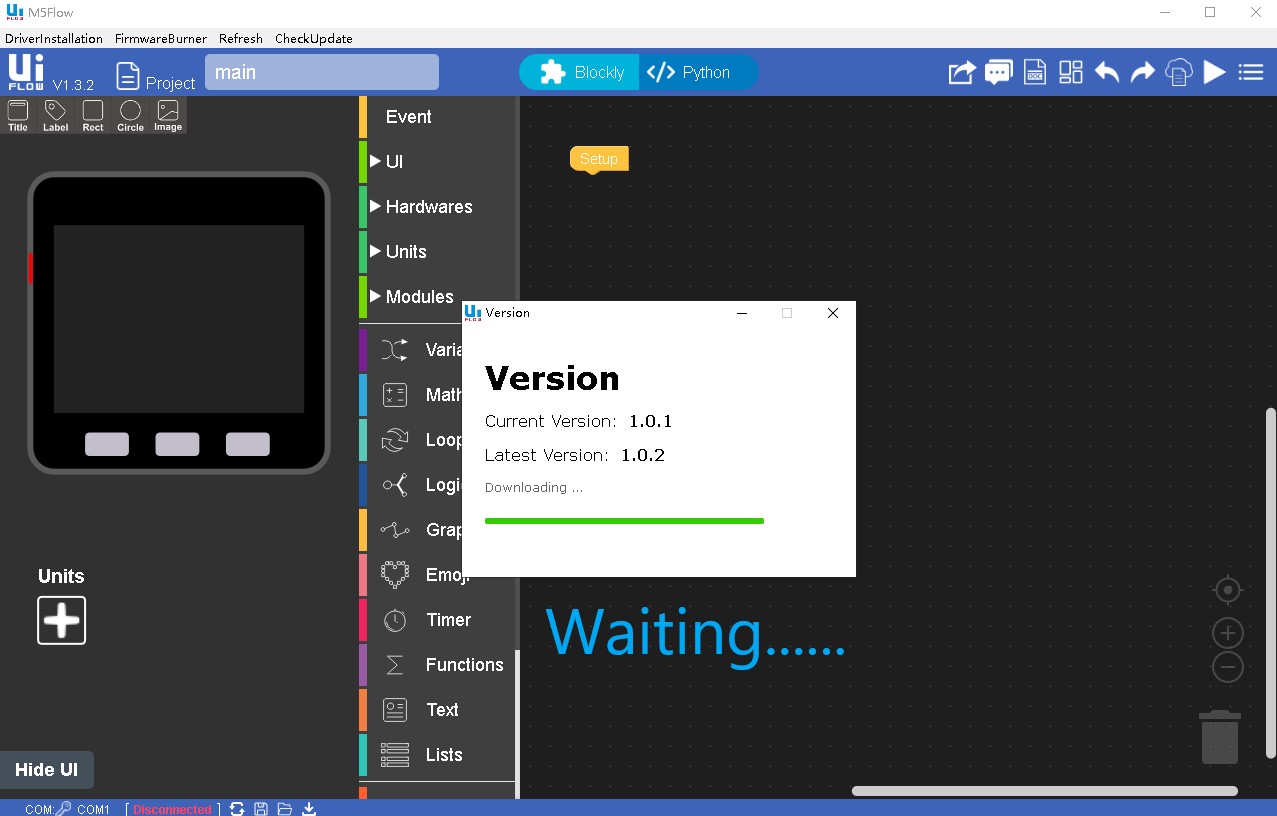 M5Flow
DriverInstallation FirmwareBurner Refresh CheckUpdate
Ui FLOW V1.3.2 Project main Blockly </> Python DOC
Title Label Rect Circle Image
Event
Setup
UI
Hardwares
Units
Modules
Version
Version
Current Version: 1.0.1
Latest Version: 1.0.2
Downloading ...
Varia
Math
Loop
Logi
Grap
Emoji
Timer
Functions
Text
Lists
Waiting......
Units
Hide UI
COM: COM1 [ Disconnected ]